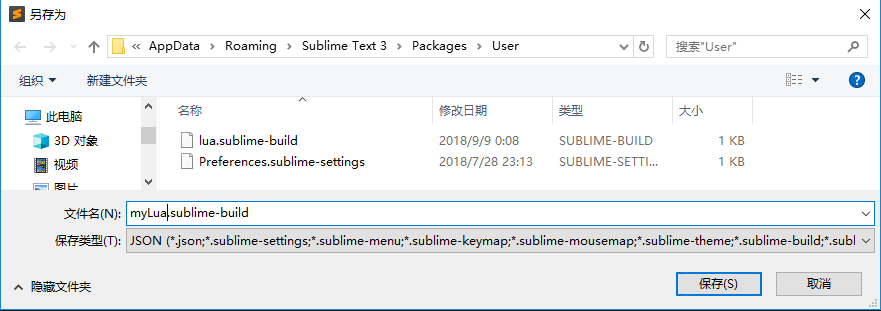 另存为
« AppData > Roaming > Sublime Text 3 > Packages > User
搜索"User"
组织 新建文件夹
名称 修改日期 类型 大小
此电脑
3D 对象
视频
图片
lua.sublime-build 2018/9/9 0:08 SUBLIME-BUILD 1 KB
Preferences.sublime-settings 2018/7/28 23:13 SUBLIME-SETTI... 1 KB
文件名(N): myLua.sublime-build
保存类型(T): JSON (*.json;*.sublime-settings;*.sublime-menu;*.sublime-keymap;*.sublime-mousemap;*.sublime-theme;*.sublime-build;*.subl
隐藏文件夹 保存(S) 取消